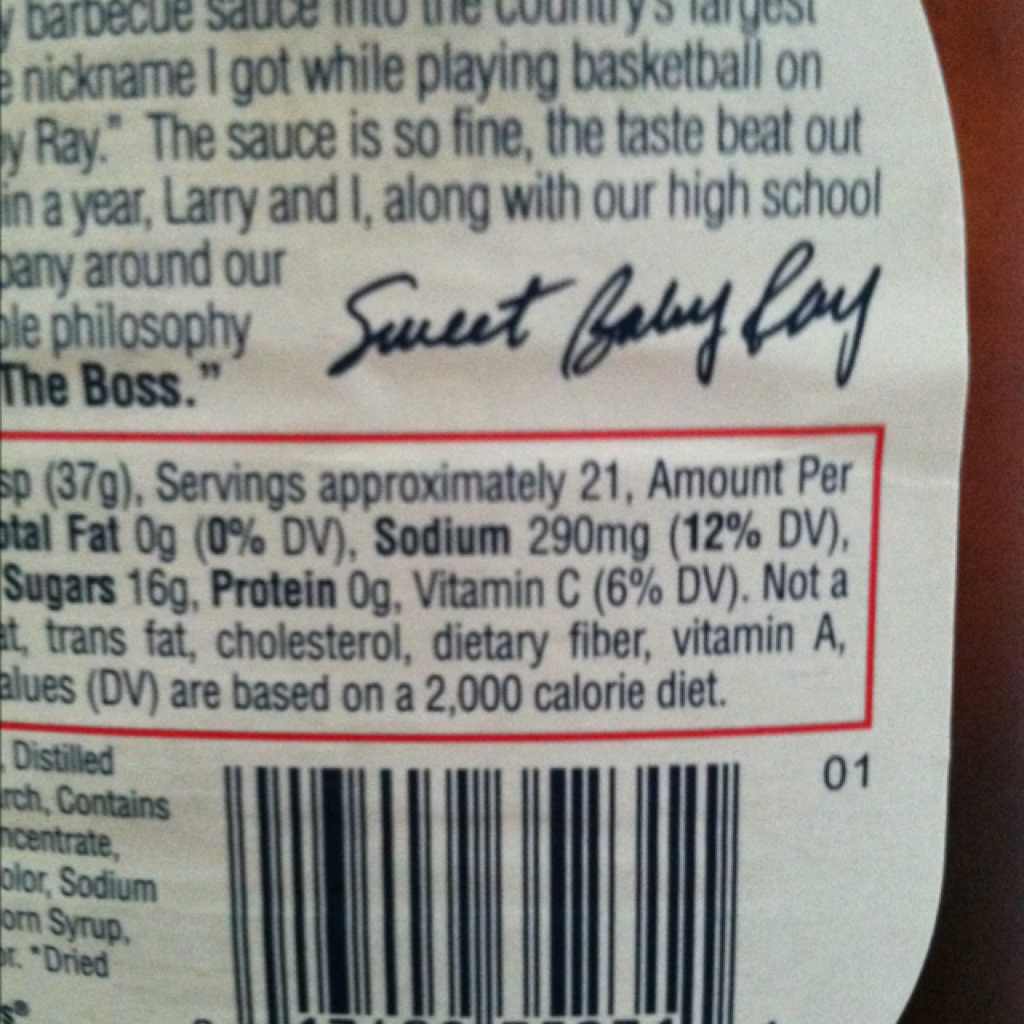 barbecue sauce into the country's largest
nickname I got while playing basketball on
Ray." The sauce is so fine, the taste beat out
in a year, Larry and I, along with our high school
around our
philosophy
The Boss."
Sweet Baby Ray
(37g), Servings approximately 21, Amount Per
Fat 0g (0% DV), Sodium 290mg (12% DV),
Sugars 16g, Protein 0g, Vitamin C (6% DV). Not a
trans fat, cholesterol, dietary fiber, vitamin A,
(DV) are based on a 2,000 calorie diet.
Distilled
Contains
Sodium
Syrup,
*Dried
01